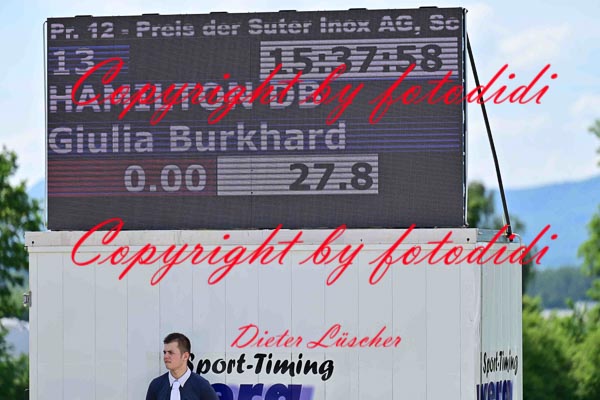 Pr. 12 - Preis der Suter Inox AG, Sc
13 15:37:58
Giulia Burkhard
0.00 27.8
Copyright by fotodidi
Copyright by fotodidi
Dieter Lüscher
Sport-Timing
Sport-Timing